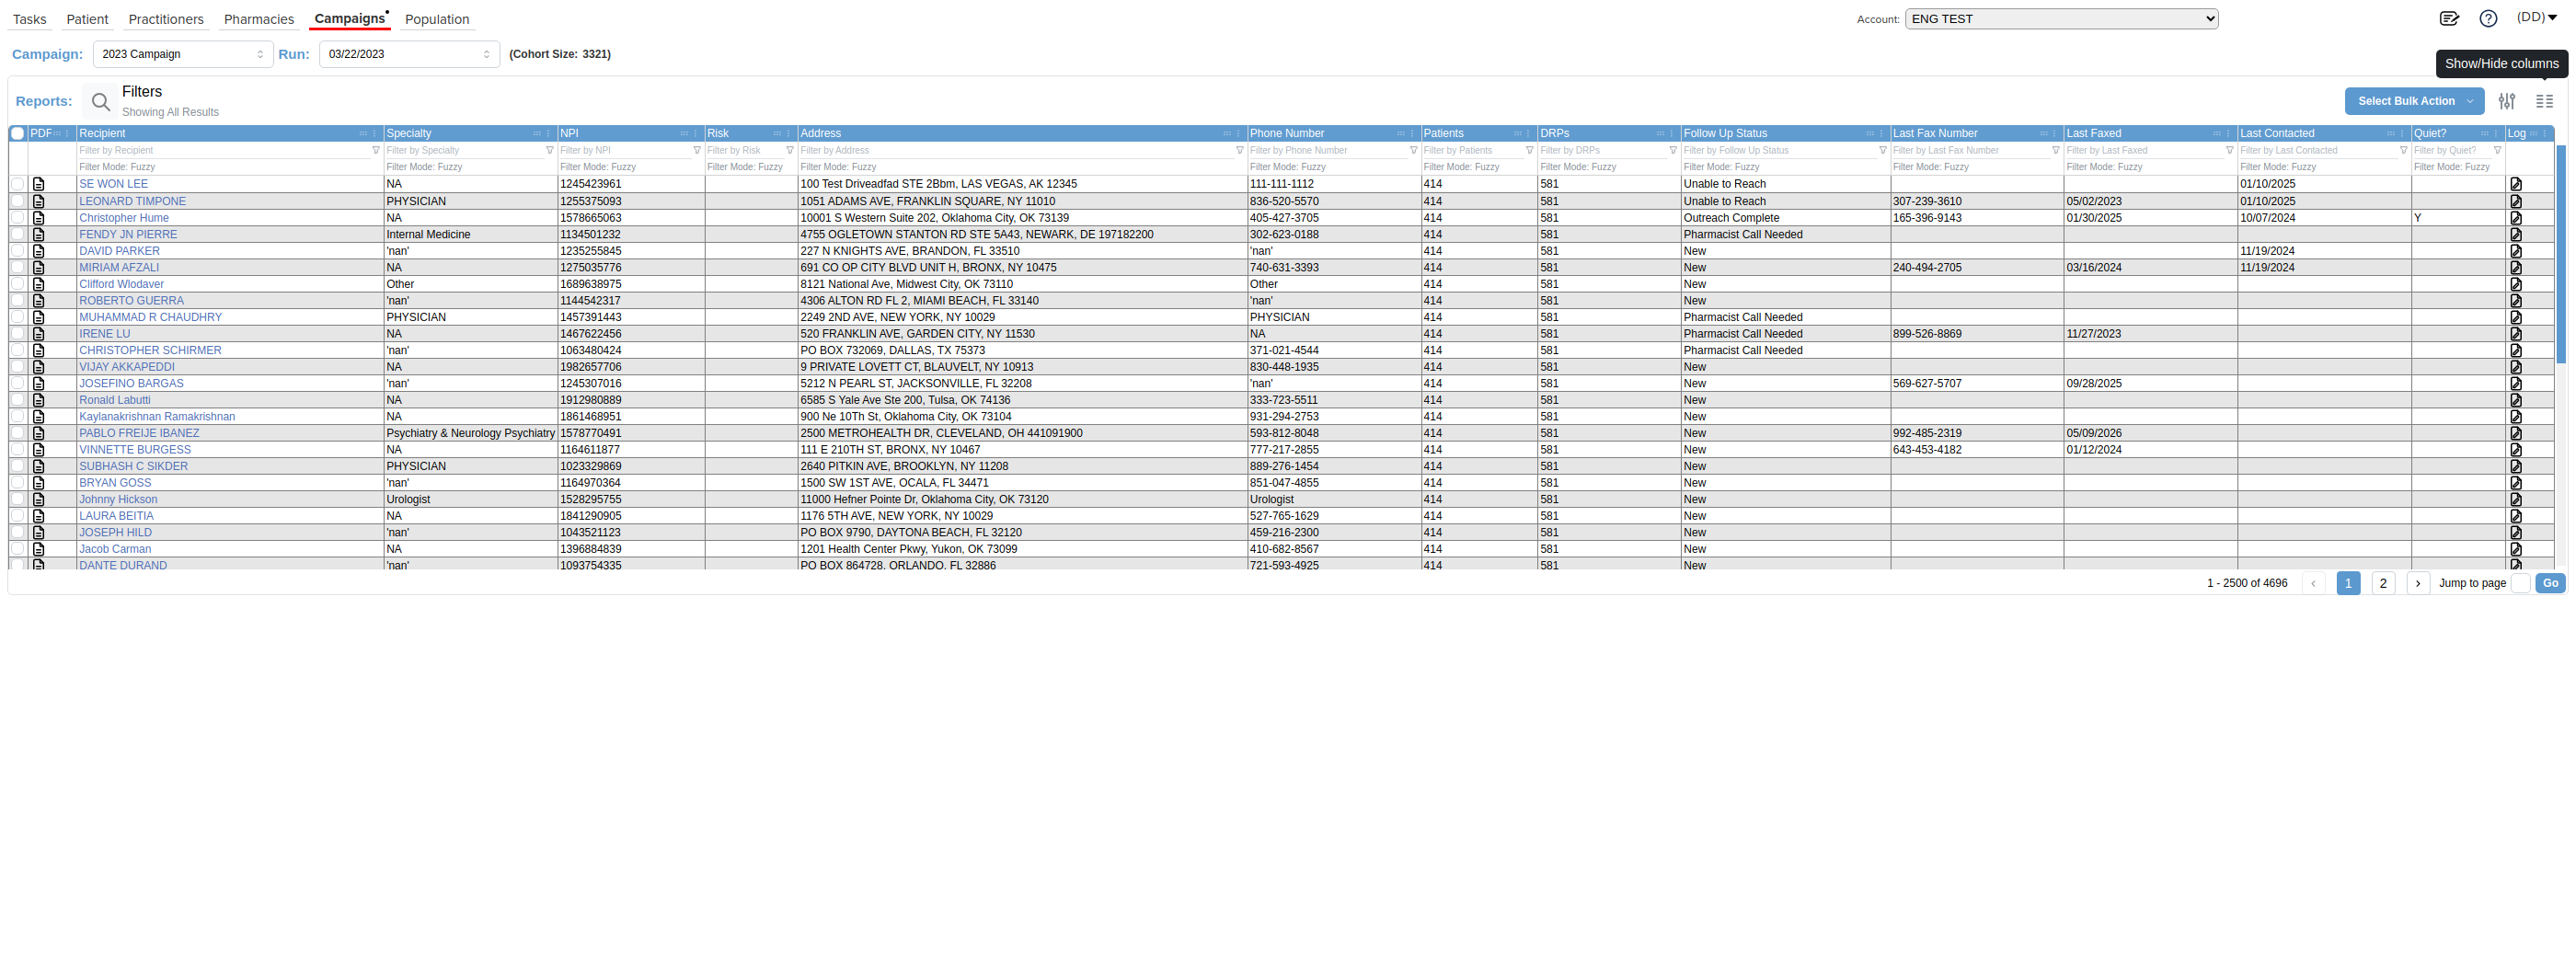 Tasks Patient Practitioners Pharmacies Campaigns Population Account: ENG TEST (DD)
Campaign: 2023 Campaign Run: 03/22/2023 (Cohort Size: 3321)
Show/Hide columns
Reports: Filters Select Bulk Action
Showing All Results
PDF Recipient Specialty NPI Risk Address Phone Number Patients DRPs Follow Up Status Last Fax Number Last Faxed Last Contacted Quiet? Log
Filter by Recipient Filter by Specialty Filter by NPI Filter by Risk Filter by Address Filter by Phone Number Filter by Patients Filter by DRPs Filter by Follow Up Status Filter by Last Fax Number Filter by Last Faxed Filter by Last Contacted Filter by Quiet?
Filter Mode: Fuzzy Filter Mode: Fuzzy Filter Mode: Fuzzy Filter Mode: Fuzzy Filter Mode: Fuzzy Filter Mode: Fuzzy Filter Mode: Fuzzy Filter Mode: Fuzzy Filter Mode: Fuzzy Filter Mode: Fuzzy Filter Mode: Fuzzy Filter Mode: Fuzzy Filter Mode: Fuzzy
SE WON LEE NA 1245423961 100 Test Driveadfad STE 2Bbm, LAS VEGAS, AK 12345 111-111-1112 414 581 Unable to Reach 01/10/2025
LEONARD TIMPONE PHYSICIAN 1255375093 1051 ADAMS AVE, FRANKLIN SQUARE, NY 11010 836-520-5570 414 581 Unable to Reach 307-239-3610 05/02/2023 01/10/2025
Christopher Hume NA 1578665063 10001 S Western Suite 202, Oklahoma City, OK 73139 405-427-3705 414 581 Outreach Complete 165-396-9143 01/30/2025 10/07/2024 Y
FENDY JN PIERRE Internal Medicine 1134501232 4755 OGLETOWN STANTON RD STE 5A43, NEWARK, DE 197182200 302-623-0188 414 581 Pharmacist Call Needed
DAVID PARKER 'nan' 1235255845 227 N KNIGHTS AVE, BRANDON, FL 33510 'nan' 414 581 New 11/19/2024
MIRIAM AFZALI NA 1275035776 691 CO OP CITY BLVD UNIT H, BRONX, NY 10475 740-631-3393 414 581 New 240-494-2705 03/16/2024 11/19/2024
Clifford Wlodaver Other 1689638975 8121 National Ave, Midwest City, OK 73110 Other 414 581 New
ROBERTO GUERRA 'nan' 1144542317 4306 ALTON RD FL 2, MIAMI BEACH, FL 33140 'nan' 414 581 New
MUHAMMAD R CHAUDHRY PHYSICIAN 1457391443 2249 2ND AVE, NEW YORK, NY 10029 PHYSICIAN 414 581 Pharmacist Call Needed
IRENE LU NA 1467622456 520 FRANKLIN AVE, GARDEN CITY, NY 11530 NA 414 581 Pharmacist Call Needed 899-526-8869 11/27/2023
CHRISTOPHER SCHIRMER 'nan' 1063480424 PO BOX 732069, DALLAS, TX 75373 371-021-4544 414 581 Pharmacist Call Needed
VIJAY AKKAPEDDI NA 1982657706 9 PRIVATE LOVETT CT, BLAUVELT, NY 10913 830-448-1935 414 581 New
JOSEFINO BARGAS 'nan' 1245307016 5212 N PEARL ST, JACKSONVILLE, FL 32208 'nan' 414 581 New 569-627-5707 09/28/2025
Ronald Labutti NA 1912980889 6585 S Yale Ave Ste 200, Tulsa, OK 74136 333-723-5511 414 581 New
Kaylanakrishnan Ramakrishnan NA 1861468951 900 Ne 10Th St, Oklahoma City, OK 73104 931-294-2753 414 581 New
PABLO FREIJE IBANEZ Psychiatry & Neurology Psychiatry 1578770491 2500 METROHEALTH DR, CLEVELAND, OH 441091900 593-812-8048 414 581 New 992-485-2319 05/09/2026
VINNETTE BURGESS NA 1164611877 111 E 210TH ST, BRONX, NY 10467 777-217-2855 414 581 New 643-453-4182 01/12/2024
SUBHASH C SIKDER PHYSICIAN 1023329869 2640 PITKIN AVE, BROOKLYN, NY 11208 889-276-1454 414 581 New
BRYAN GOSS 'nan' 1164970364 1500 SW 1ST AVE, OCALA, FL 34471 851-047-4855 414 581 New
Johnny Hickson Urologist 1528295755 11000 Hefner Pointe Dr, Oklahoma City, OK 73120 Urologist 414 581 New
LAURA BEITIA NA 1841290905 1176 5TH AVE, NEW YORK, NY 10029 527-765-1629 414 581 New
JOSEPH HILD 'nan' 1043521123 PO BOX 9790, DAYTONA BEACH, FL 32120 459-216-2300 414 581 New
Jacob Carman NA 1396884839 1201 Health Center Pkwy, Yukon, OK 73099 410-682-8567 414 581 New
DANTE DURAND 'nan' 1093754335 PO BOX 864728, ORLANDO, FL 32886 721-593-4925 414 581 New
1 - 2500 of 4696 1 2 Jump to page Go